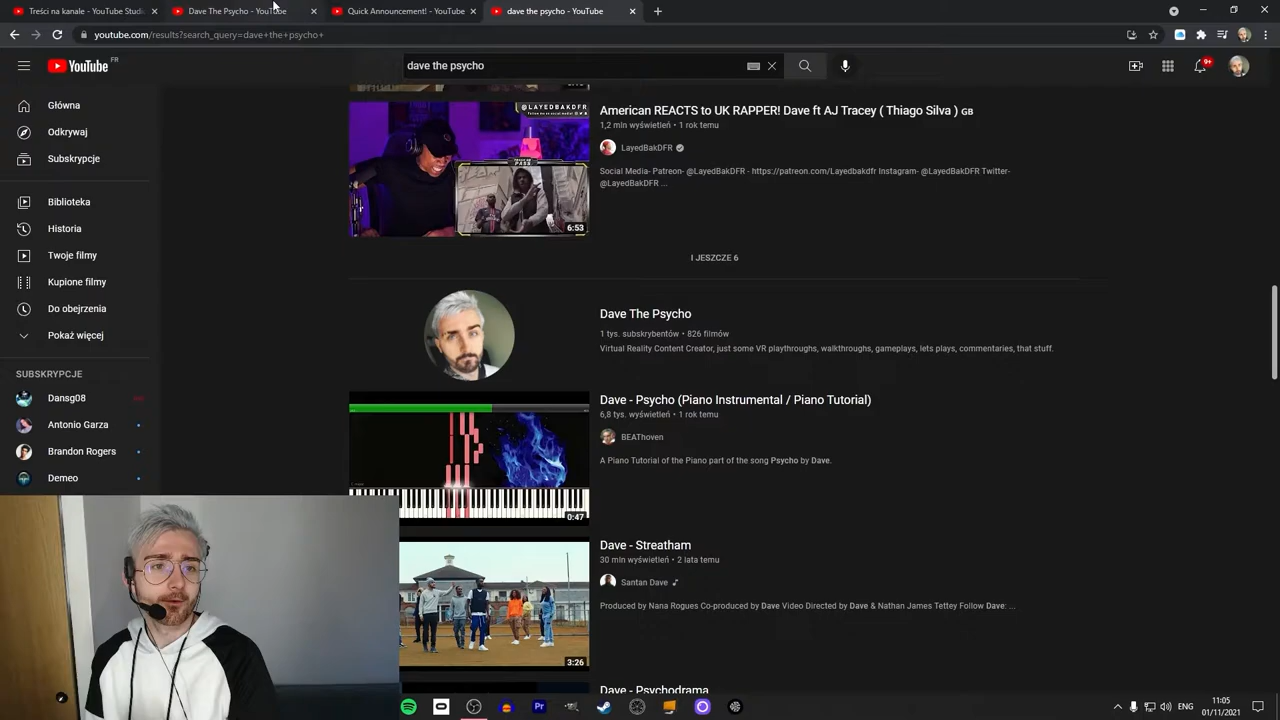 Treści na kanale - YouTube Studi
Dave The Psycho - YouTube
Quick Announcement! - YouTube
dave the psycho - YouTube
youtube.com/results?search_query=dave+the+psycho+
YouTube FR
dave the psycho
9+
Główna
Odkrywaj
Subskrypcje
Biblioteka
Historia
Twoje filmy
Kupione filmy
Do obejrzenia
Pokaż więcej
SUBSKRYPCJE
Dansg08
Antonio Garza
Brandon Rogers
Demeo
@LAYEDBAKDFR
6:53
American REACTS to UK RAPPER! Dave ft AJ Tracey ( Thiago Silva ) GB
1,2 mln wyświetleń • 1 rok temu
LayedBakDFR
Social Media- Patreon- @LayedBakDFR - https://patreon.com/Layedbakdfr Instagram- @LayedBakDFR Twitter-
@LayedBakDFR ...
I JESZCZE 6
Dave The Psycho
1 tys. subskrybentów • 826 filmów
Virtual Reality Content Creator, just some VR playthroughs, walkthroughs, gameplays, lets plays, commentaries, that stuff.
0:47
Dave - Psycho (Piano Instrumental / Piano Tutorial)
6,8 tys. wyświetleń • 1 rok temu
BEAThoven
A Piano Tutorial of the Piano part of the song Psycho by Dave.
3:26
Dave - Streatham
30 mln wyświetleń • 2 lata temu
Santan Dave
Produced by Nana Rogues Co-produced by Dave Video Directed by Dave & Nathan James Tettey Follow Dave: ...
Dave - Psychodrama
Pr
ENG
11:05
01/11/2021